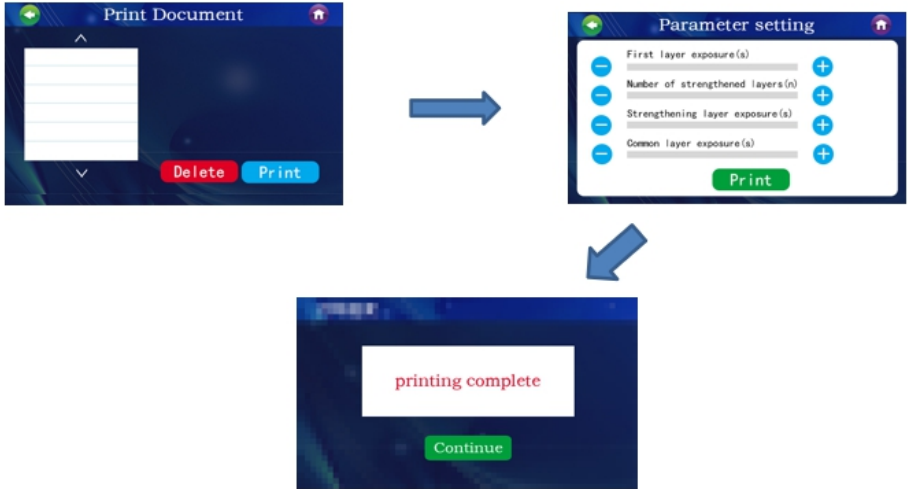 Print Document
Delete
Print
Parameter setting
First layer exposure(s)
Number of strengthened layers(n)
Strengthening layer exposure(s)
Common layer exposure(s)
Print
printing complete
Continue